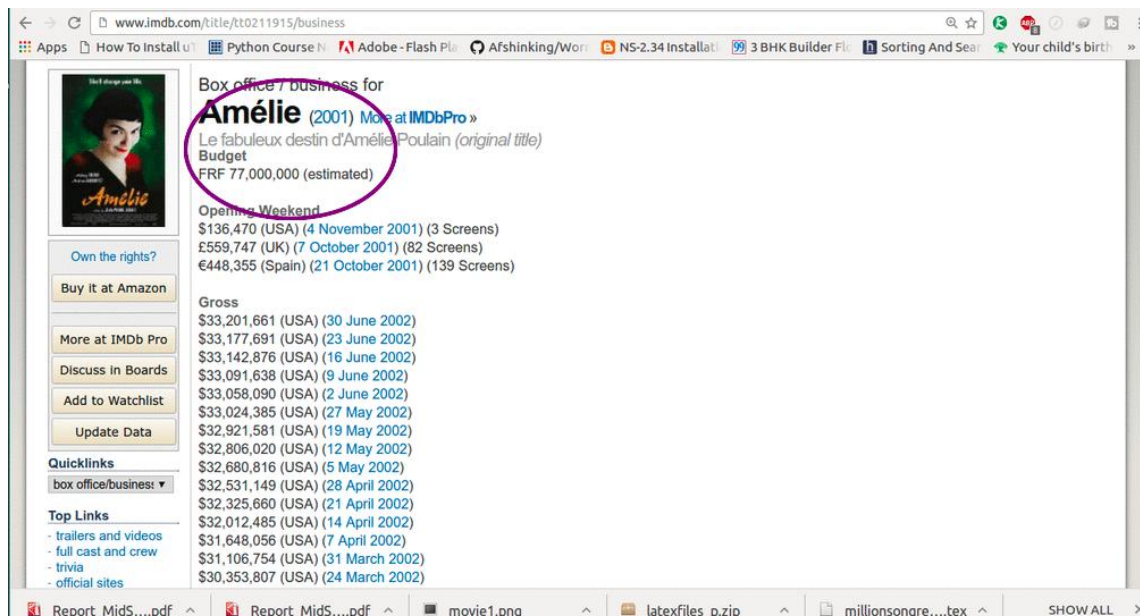 www.imdb.com/title/tt0211915/business
Apps How To Install u Python Course N Adobe - Flash Pla Afshinking/Wor NS-2.34 Installat 3 BHK Builder Flo Sorting And Sear Your child's birth »
Box office / business for
Amélie (2001) More at IMDbPro »
Le fabuleux destin d'Amélie Poulain (original title)
Budget
FRF 77,000,000 (estimated)
Opening Weekend
$136,470 (USA) (4 November 2001) (3 Screens)
£559,747 (UK) (7 October 2001) (82 Screens)
€448,355 (Spain) (21 October 2001) (139 Screens)
Gross
$33,201,661 (USA) (30 June 2002)
$33,177,691 (USA) (23 June 2002)
$33,142,876 (USA) (16 June 2002)
$33,091,638 (USA) (9 June 2002)
$33,058,090 (USA) (2 June 2002)
$33,024,385 (USA) (27 May 2002)
$32,921,581 (USA) (19 May 2002)
$32,806,020 (USA) (12 May 2002)
$32,680,816 (USA) (5 May 2002)
$32,531,149 (USA) (28 April 2002)
$32,325,660 (USA) (21 April 2002)
$32,012,485 (USA) (14 April 2002)
$31,648,056 (USA) (7 April 2002)
$31,106,754 (USA) (31 March 2002)
$30,353,807 (USA) (24 March 2002)
She'll change your life.
Amélie
Own the rights?
Buy it at Amazon
More at IMDb Pro
Discuss in Boards
Add to Watchlist
Update Data
Quicklinks
box office/business
Top Links
- trailers and videos
- full cast and crew
- trivia
- official sites
Report_MidS....pdf Report_MidS....pdf movie1.png latexfiles_p.zip millionsongre....tex SHOW ALL